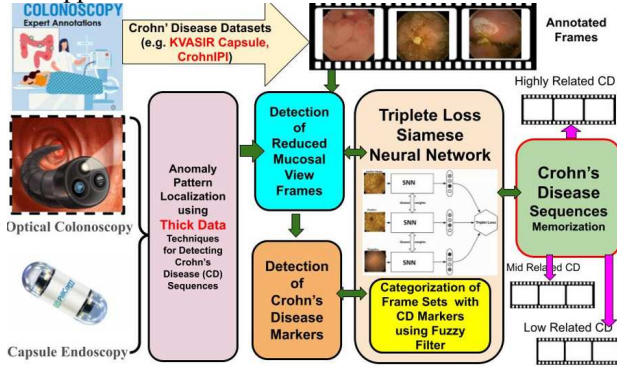 COLONOSCOPY
Expert Annotations
Crohn' Disease Datasets
(e.g. KVASIR Capsule,
CrohnIPI)
Annotated
Frames
Highly Related CD
Optical Colonoscopy
Capsule Endoscopy
Anomaly
Pattern
Localization
using
Thick Data
Techniques
for Detecting
Crohn's
Disease (CD)
Sequences
Detection
of
Reduced
Mucosal
View
Frames
Detection
of
Crohn's
Disease
Markers
Triplete Loss
Siamese
Neural Network
SNN
SNN
SNN
Triplet Loss
Categorization of
Frame Sets with
CD Markers
using Fuzzy
Filter
Crohn's
Disease
Sequences
Memorization
Mid Related CD
Low Related CD